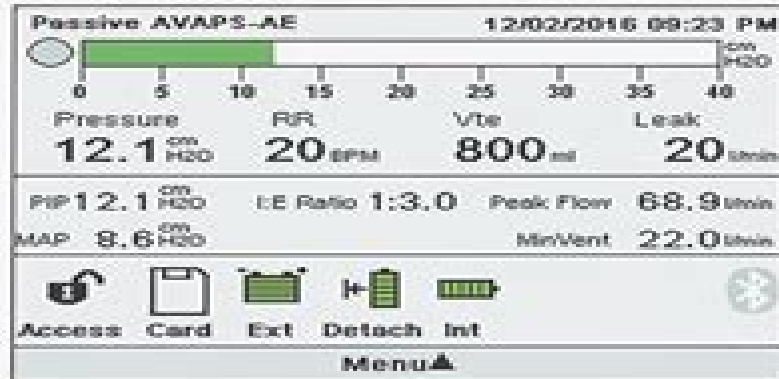 Passive AVAPS-AE 12/02/2016 09:23 PM
cm H2O
0 5 10 15 20 25 30 35 40
Pressure RR Vte Leak
12.1 cm H2O 20 BPM 800 ml 20 l/min
PIP 12.1 cm H2O I:E Ratio 1:3.0 Peak Flow 68.9 l/min
MAP 8.6 cm H2O MinVent 22.0 l/min
Access Card Ext Detach Int
Menu